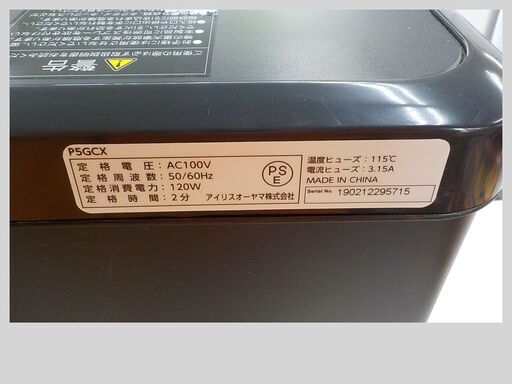 警告
P5GCX
定格電圧：AC100V
定格周波数：50/60Hz
定格消費電力：120W
定格時間：2分
PS
E
アイリスオーヤマ株式会社
温度ヒューズ：115℃
電流ヒューズ：3.15A
MADE IN CHINA
Serial No. 190212295715